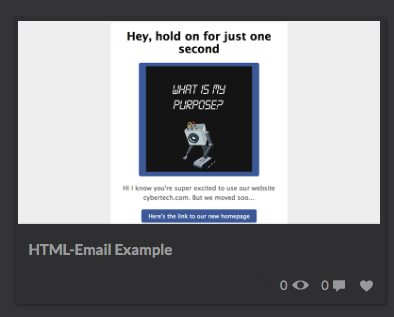 Hey, hold on for just one
second
WHAT IS MY
PURPOSE?
Hi I know you're super excited to use our website
cybertech.com. But we moved soo...
Here's the link to our new homepage
HTML-Email Example
0 0